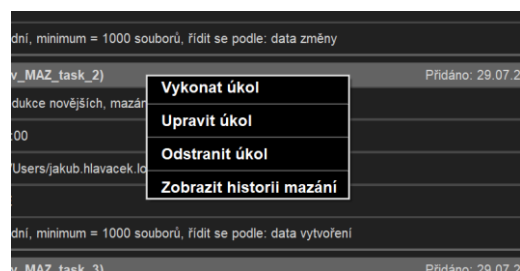 dní, minimum = 1000 souborů, řídit se podle: data změny
v_MAZ_task_2)
Přidáno: 29.07.2
Vykonat úkol
dukce novějších, mazán
Upravit úkol
:00
Odstranit úkol
/Users/jakub.hlavacek.lo
Zobrazit historii mazání
dní, minimum = 1000 souborů, řídit se podle: data vytvoření
v_MAZ_task_3)
Přidáno: 29.07.2